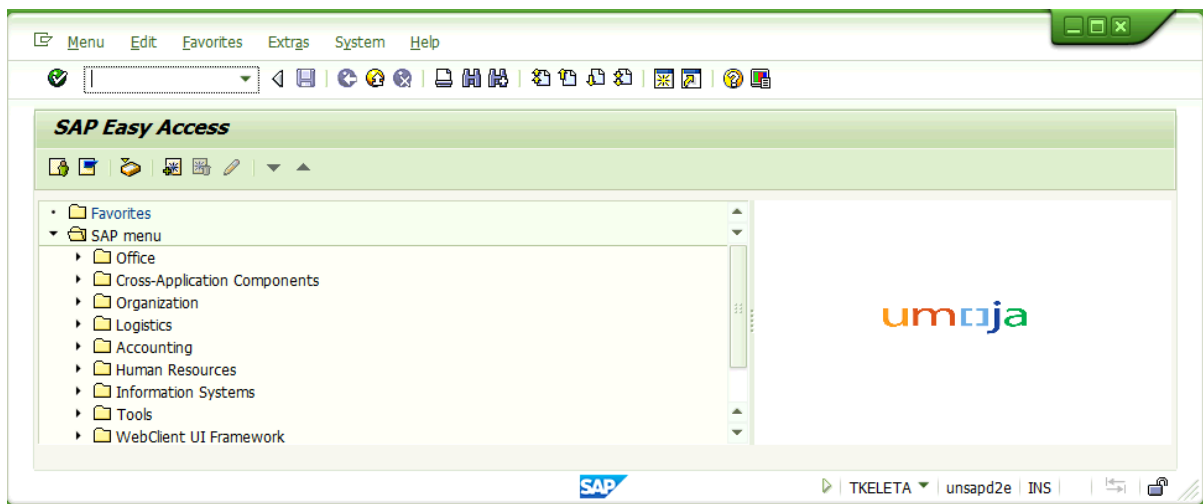 Menu Edit Favorites Extras System Help
SAP Easy Access
Favorites
SAP menu
Office
Cross-Application Components
Organization
Logistics
Accounting
Human Resources
Information Systems
Tools
WebClient UI Framework
umoja
SAP
TKELETA unsapd2e INS